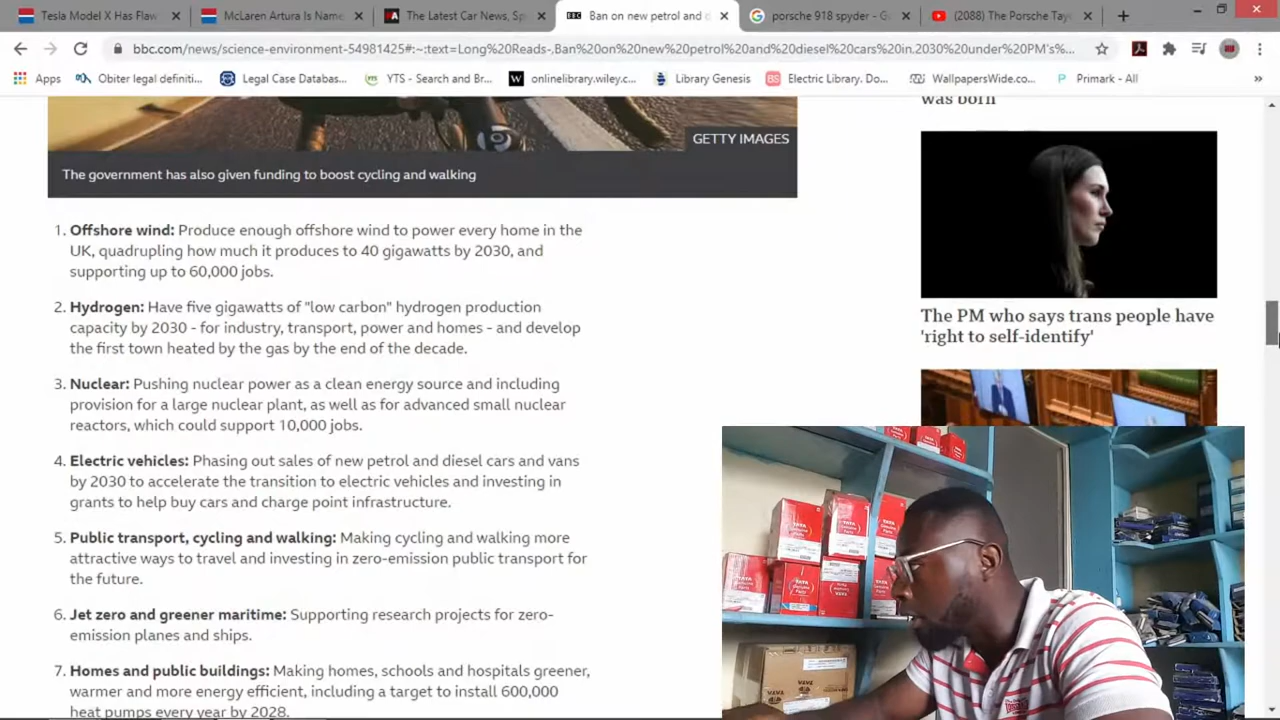 Tesla Model X Has Flaw
McLaren Artura Is Name
The Latest Car News, Sp
Ban on new petrol and d
porsche 918 spyder - G
(2088) The Porsche Tay
bbc.com/news/science-environment-54981425#:~:text=Long%20Reads-,Ban%20on%20new%20petrol%20and%20diesel%20cars%20in,2030%20under%20PM's%...
Apps
Obiter legal definiti...
Legal Case Databas...
YTS - Search and Br...
onlinelibrary.wiley.c...
Library Genesis
Electric Library. Do...
WallpapersWide.co...
Primark - All
was born
GETTY IMAGES
The government has also given funding to boost cycling and walking
1. Offshore wind: Produce enough offshore wind to power every home in the
UK, quadrupling how much it produces to 40 gigawatts by 2030, and
supporting up to 60,000 jobs.
2. Hydrogen: Have five gigawatts of "low carbon" hydrogen production
capacity by 2030 - for industry, transport, power and homes - and develop
the first town heated by the gas by the end of the decade.
3. Nuclear: Pushing nuclear power as a clean energy source and including
provision for a large nuclear plant, as well as for advanced small nuclear
reactors, which could support 10,000 jobs.
4. Electric vehicles: Phasing out sales of new petrol and diesel cars and vans
by 2030 to accelerate the transition to electric vehicles and investing in
grants to help buy cars and charge point infrastructure.
5. Public transport, cycling and walking: Making cycling and walking more
attractive ways to travel and investing in zero-emission public transport for
the future.
6. Jet zero and greener maritime: Supporting research projects for zero-
emission planes and ships.
7. Homes and public buildings: Making homes, schools and hospitals greener,
warmer and more energy efficient, including a target to install 600,000
heat pumps every year by 2028.
The PM who says trans people have
'right to self-identify'
TATA
TATA
TATA
TATA
TATA